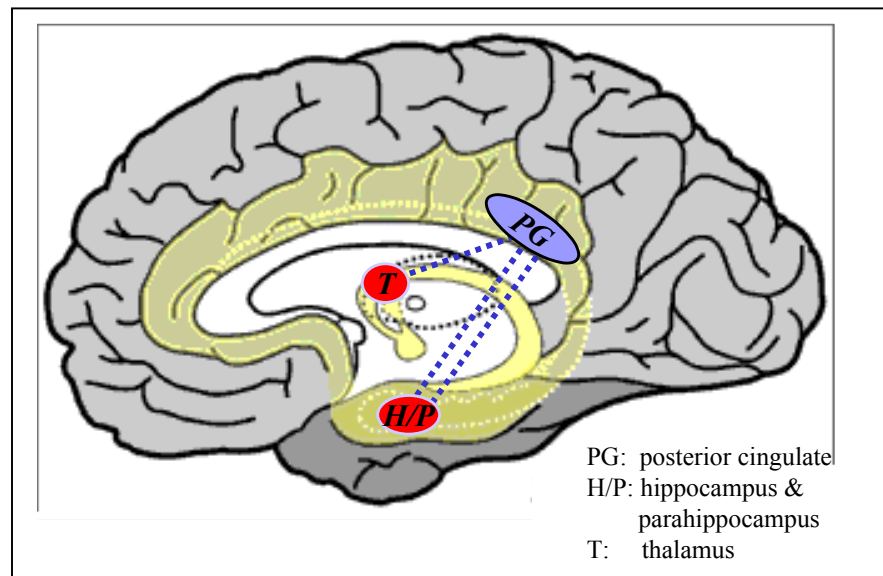 PG
T
H/P
PG: posterior cingulate
H/P: hippocampus &
parahippocampus
T: thalamus